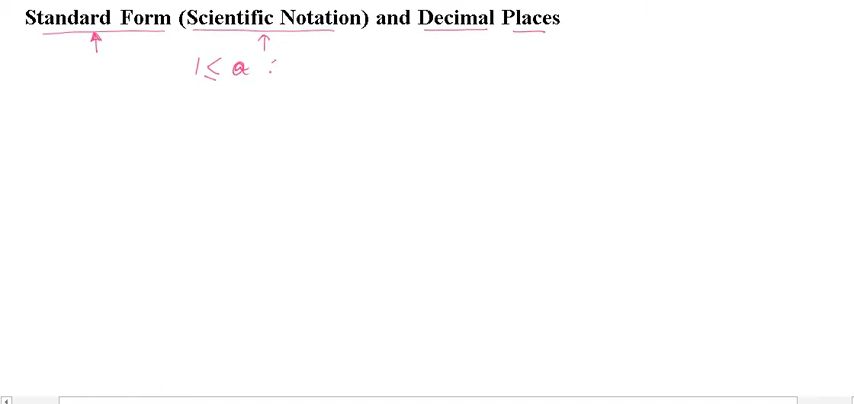 Standard Form (Scientific Notation) and Decimal Places
1 ≤ a :